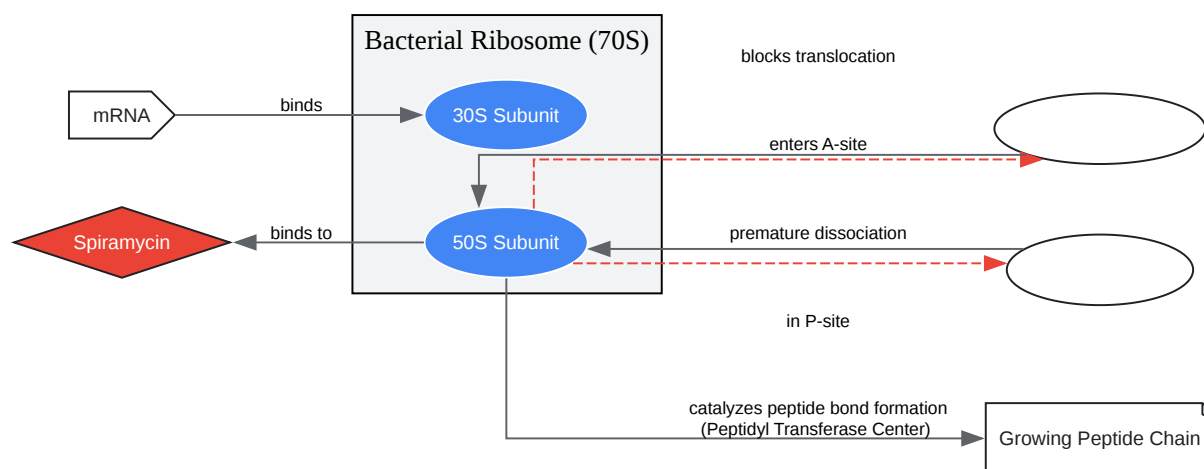 Bacterial Ribosome (70S)
blocks translocation
mRNA
binds
30S Subunit
enters A-site
Spiramycin
binds to
50S Subunit
premature dissociation
in P-site
catalyzes peptide bond formation
(Peptidyl Transferase Center)
Growing Peptide Chain